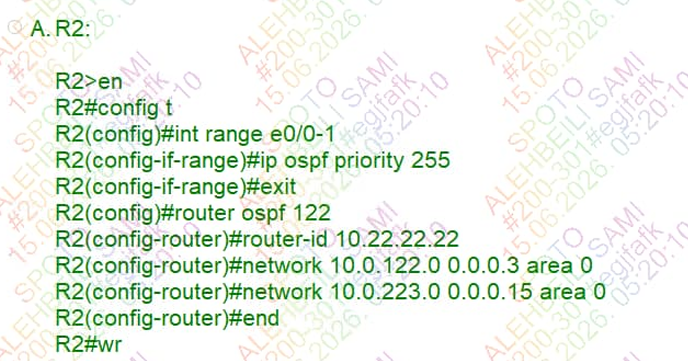 A. R2:
R2>en
R2#config t
R2(config)#int range e0/0-1
R2(config-if-range)#ip ospf priority 255
R2(config-if-range)#exit
R2(config)#router ospf 122
R2(config-router)#router-id 10.22.22.22
R2(config-router)#network 10.0.122.0 0.0.0.3 area 0
R2(config-router)#network 10.0.223.0 0.0.0.15 area 0
R2(config-router)#end
R2#wr